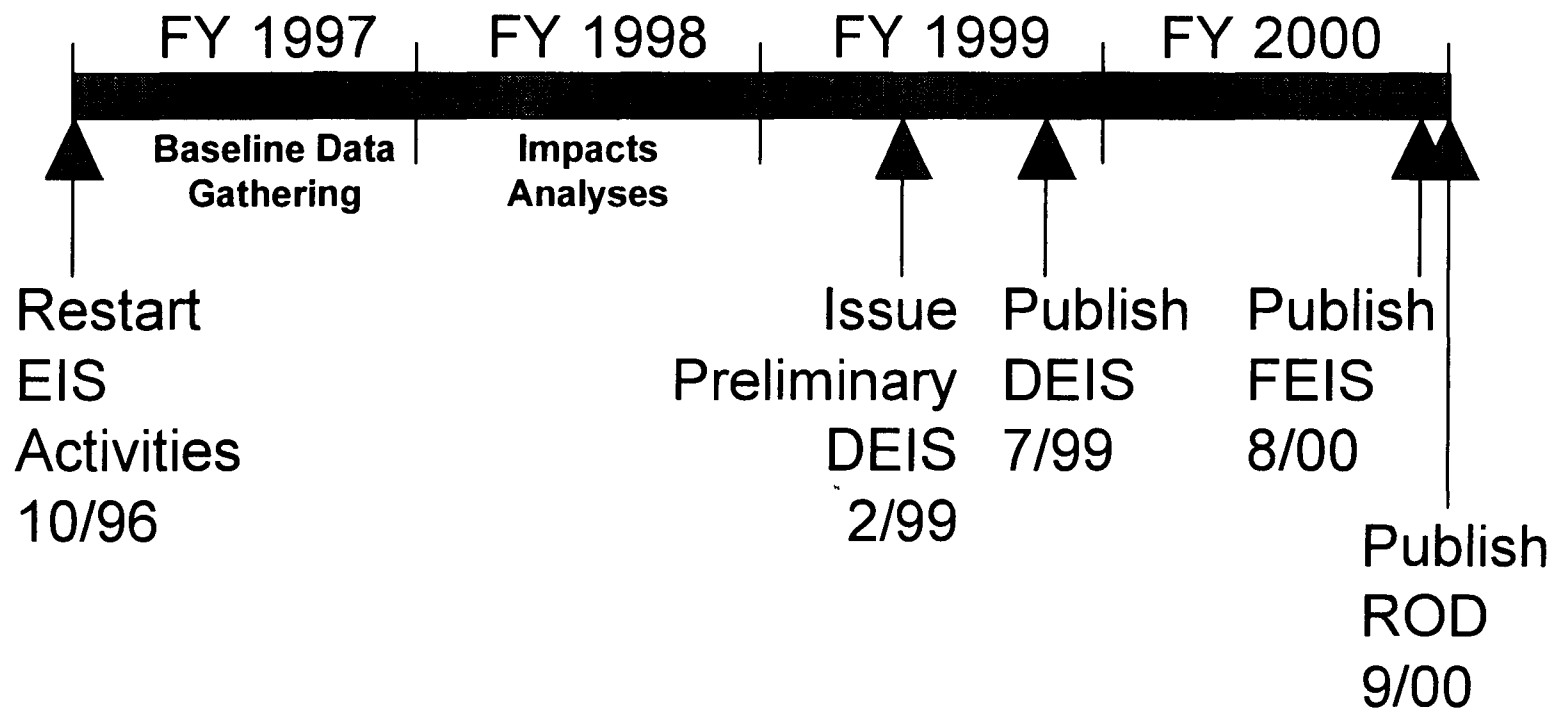 FY 1997 FY 1998 FY 1999 FY 2000
Baseline Data
Gathering
Impacts
Analyses
Restart
EIS
Activities
10/96
Issue
Preliminary
DEIS
2/99
Publish
DEIS
7/99
Publish
FEIS
8/00
Publish
ROD
9/00